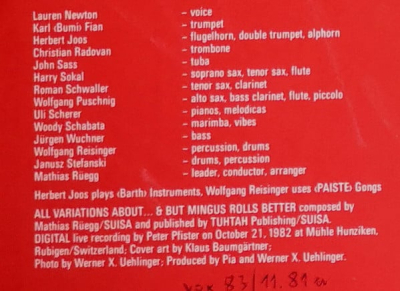 Lauren Newton – voice
Karl ‹Bumi› Fian – trumpet
Herbert Joos – flugelhorn, double trumpet, alphorn
Christian Radovan – trombone
John Sass – tuba
Harry Sokal – soprano sax, tenor sax, flute
Roman Schwaller – tenor sax, clarinet
Wolfgang Puschnig – alto sax, bass clarinet, flute, piccolo
Uli Scherer – pianos, melodicas
Woody Schabata – marimba, vibes
Jürgen Wuchner – bass
Wolfgang Reisinger – percussion, drums
Janusz Stefanski – drums, percussion
Mathias Rüegg – leader, conductor, arranger
Herbert Joos plays ‹Barth› Instruments, Wolfgang Reisinger uses ‹PAISTE› Gongs
ALL VARIATIONS ABOUT... & BUT MINGUS ROLLS BETTER composed by
Mathias Rüegg/SUISA and published by TUHTAH Publishing/SUISA.
DIGITAL live recording by Peter Pfister on October 21, 1982 at Mühle Hunziken,
Rubigen/Switzerland; Cover art by Klaus Baumgärtner;
Photo by Werner X. Uehlinger; Produced by Pia and Werner X. Uehlinger.
83/11.81